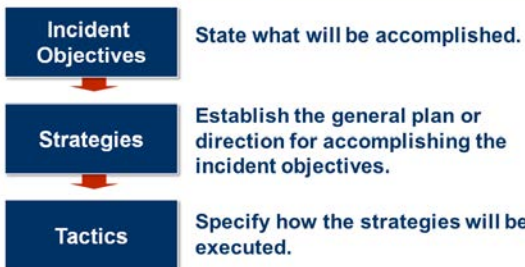 Incident
Objectives
State what will be accomplished.
Strategies
Establish the general plan or
direction for accomplishing the
incident objectives.
Tactics
Specify how the strategies will be
executed.